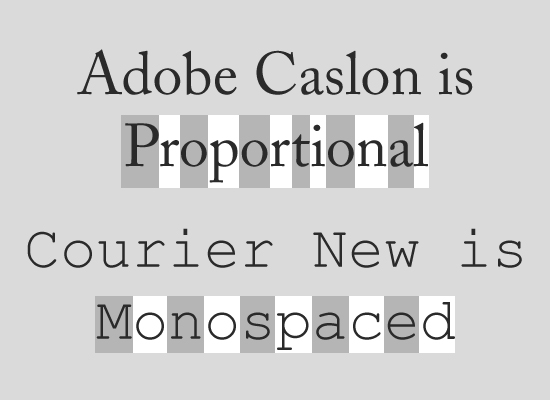 Adobe Caslon is
Proportional
Courier New is
Monospaced